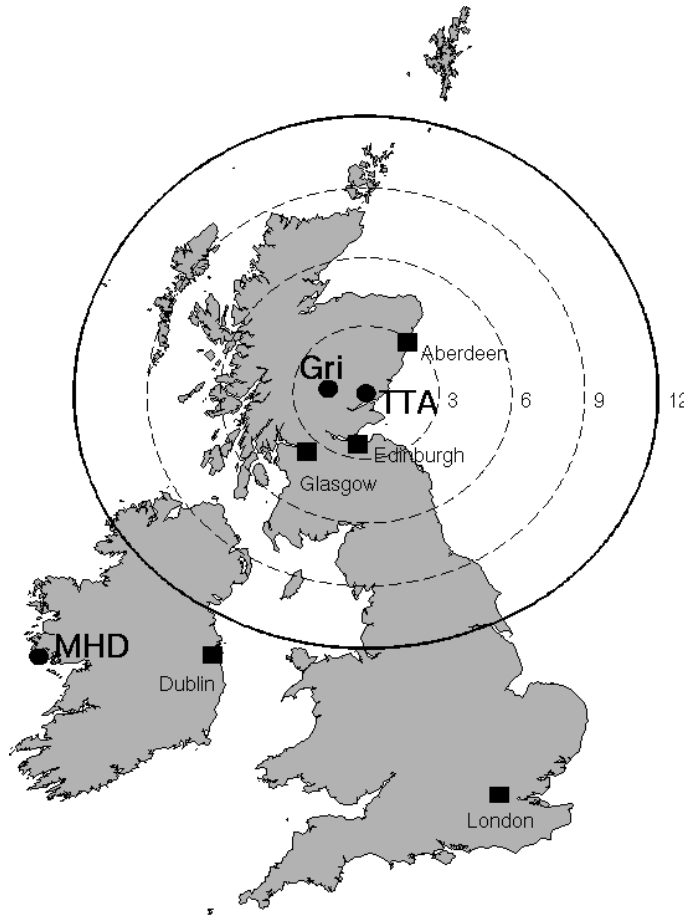 Aberdeen
Gri
TTA 3 6 9 12
Edinburgh
Glasgow
MHD
Dublin
London